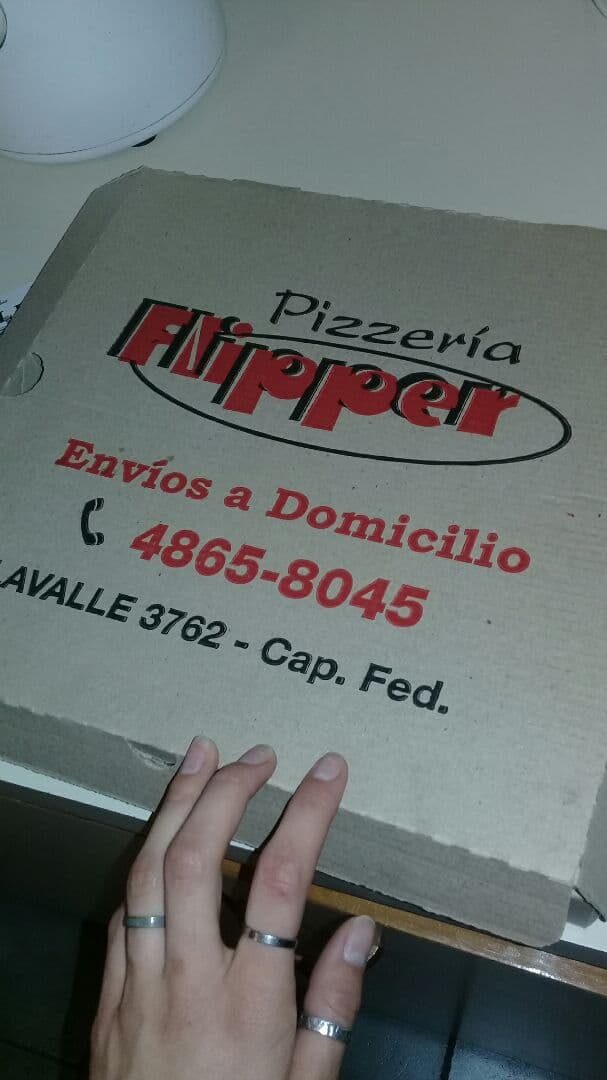 Pizzería
Flipper
Envíos a Domicilio
4865-8045
LAVALLE 3762 - Cap. Fed.